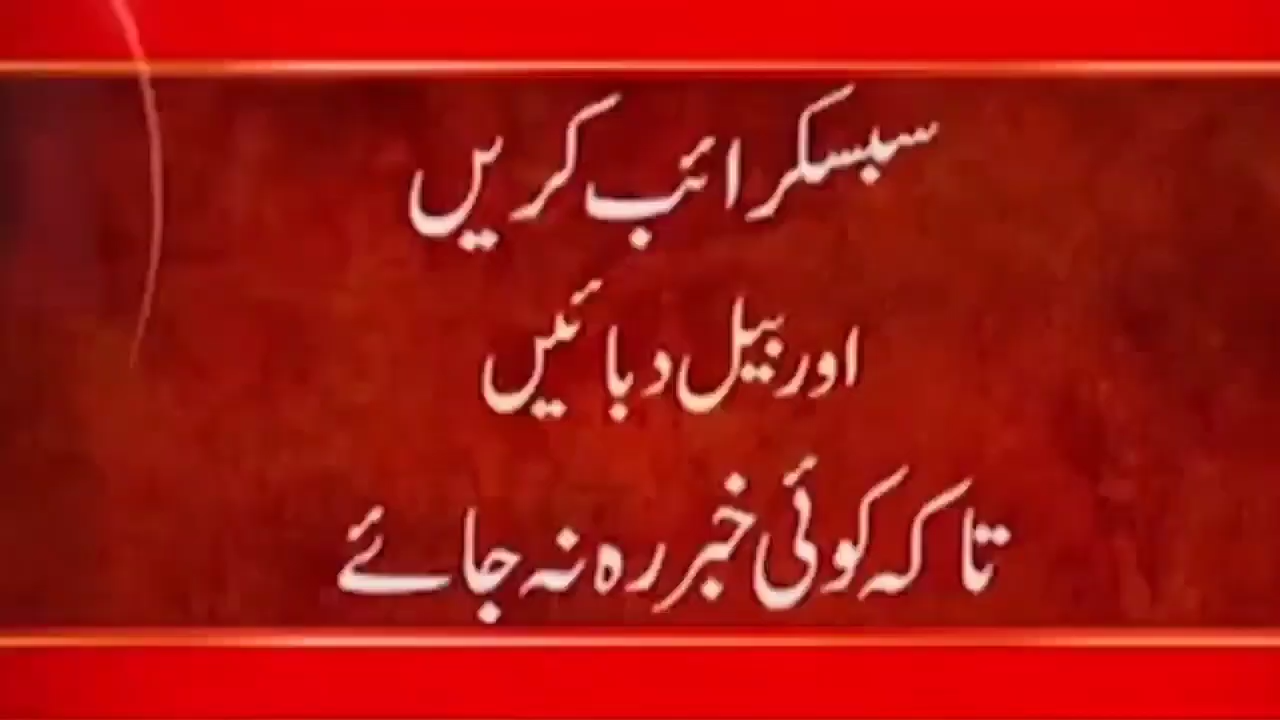 سبسکرائب کریں
اور بیل دبائیں
تاکہ کوئی خبر رہ نہ جائے